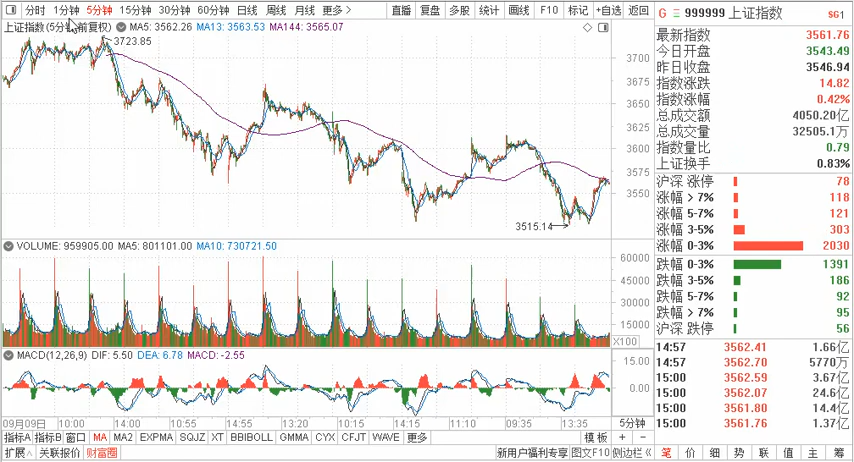 分时 1分钟 5分钟 15分钟 30分钟 60分钟 日线 周线 月线 更多 > 直播 复盘 多股 统计 画线 F10 标记 +自选 返回
上证指数(5分钟,前复权) MA5: 3562.26 MA13: 3563.53 MA144: 3565.07
3723.85
3700
3675
3650
3625
3600
3575
3550
3515.14
VOLUME: 959905.00 MA5: 801101.00 MA10: 730721.50
60000
45000
30000
15000
X100
MACD(12,26,9) DIF: 5.50 DEA: 6.78 MACD: -2.55
15.00
0.00
09月09日 10:00 14:00 10:55 14:55 13:20 10:15 14:15 11:10 09:35 13:35 5分钟
指标A 指标B 窗口 MA MA2 EXPMA SQJZ XT BBIBOLL GMMA CYX CFJT WAVE 更多 模板 + −
扩展∧ 关联报价 财富圈 新用户福利专享 图文F10 侧边栏《
G 999999 上证指数 SG1
最新指数 3561.76
今日开盘 3543.49
昨日收盘 3546.94
指数涨跌 14.82
指数涨幅 0.42%
总成交额 4050.20亿
总成交量 32505.1万
指数量比 0.79
上证换手 0.83%
沪深 涨停 78
涨幅 > 7% 118
涨幅 5-7% 121
涨幅 3-5% 303
涨幅 0-3% 2030
跌幅 0-3% 1391
跌幅 3-5% 186
跌幅 5-7% 92
跌幅 > 7% 95
沪深 跌停 56
14:57 3562.41 1.66亿
14:57 3562.70 5770万
15:00 3562.59 3.67亿
15:00 3562.07 24.6亿
15:00 3561.80 14.4亿
15:00 3561.76 1.37亿
笔 价 细 势 联 值 主 筹